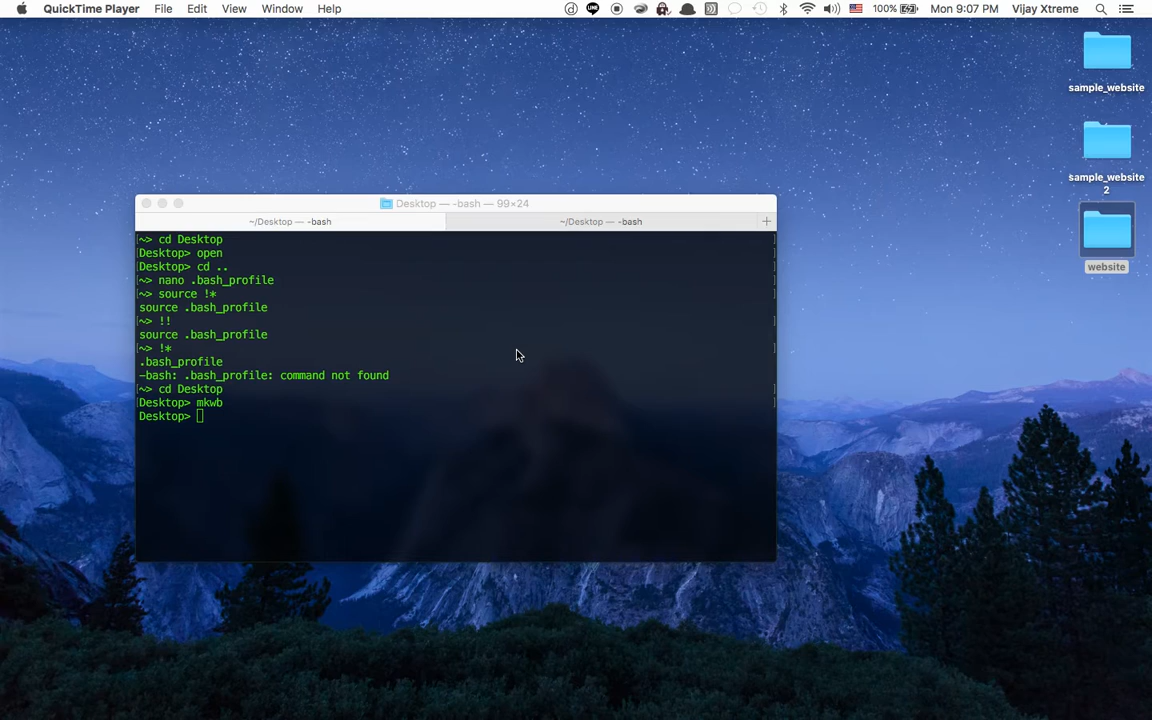 QuickTime Player File Edit View Window Help LINE 100% Mon 9:07 PM Vijay Xtreme
sample_website
sample_website
2
website
Desktop — -bash — 99×24
~/Desktop — -bash ~/Desktop — -bash +
[~> cd Desktop ]
[Desktop> open ]
[Desktop> cd .. ]
[~> nano .bash_profile ]
[~> source !* ]
source .bash_profile
[~> !! ]
source .bash_profile
[~> !* ]
.bash_profile
-bash: .bash_profile: command not found
[~> cd Desktop ]
[Desktop> mkwb ]
Desktop>